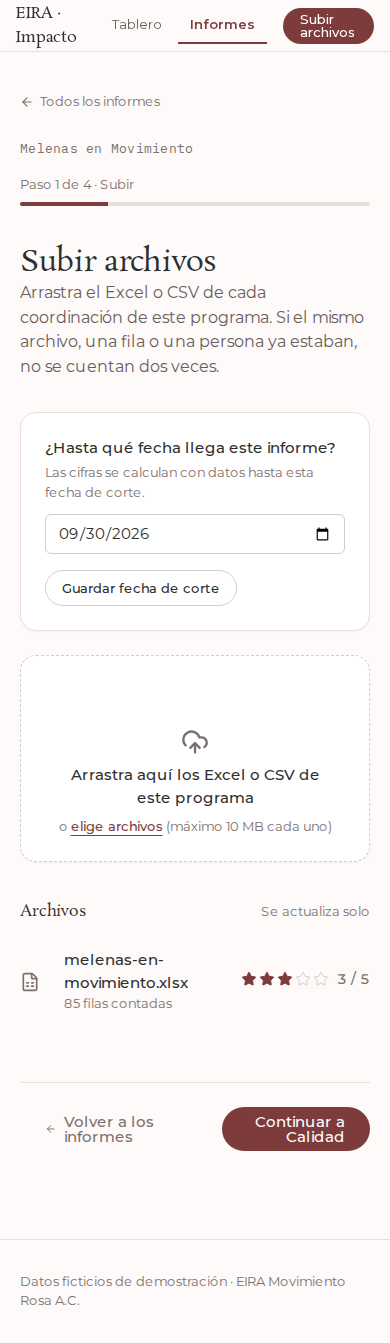 EIRA · Impacto
Tablero
Informes
Subir archivos
← Todos los informes
Melenas en Movimiento
Paso 1 de 4 · Subir
Subir archivos
Arrastra el Excel o CSV de cada
coordinación de este programa. Si el mismo
archivo, una fila o una persona ya estaban,
no se cuentan dos veces.
¿Hasta qué fecha llega este informe?
Las cifras se calculan con datos hasta esta
fecha de corte.
09/30/2026
Guardar fecha de corte
Arrastra aquí los Excel o CSV de
este programa
o elige archivos (máximo 10 MB cada uno)
Archivos
Se actualiza solo
melenas-en-
movimiento.xlsx
85 filas contadas
3 / 5
← Volver a los
informes
Continuar a
Calidad
Datos ficticios de demostración · EIRA Movimiento
Rosa A.C.